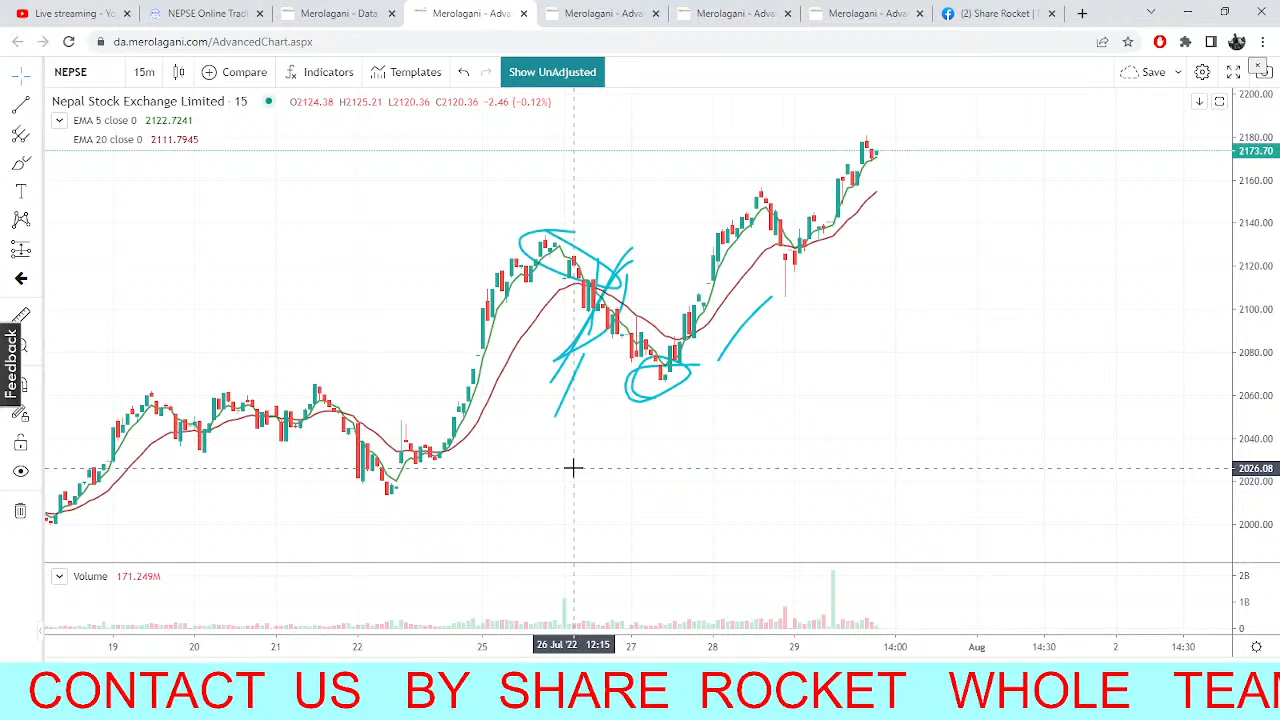 Live streaming - Yo
NEPSE Online Tradi
Merolagani - Data
Merolagani - Adva
Merolagani - Adva
Merolagani - Adva
Merolagani - Adva
(2) Share Rocket | E
da.merolagani.com/AdvancedChart.aspx
NEPSE 15m Compare Indicators Templates Show UnAdjusted Save
Nepal Stock Exchange Limited · 15 O2124.38 H2125.21 L2120.36 C2120.36 −2.46 (−0.12%)
EMA 5 close 0 2122.7241
EMA 20 close 0 2111.7945
2200.00
2180.00
2173.70
2160.00
2140.00
2120.00
2100.00
2080.00
2060.00
2040.00
2026.08
2020.00
2000.00
Feedback
Volume 171.249M
2B
1B
0
19 20 21 22 25 26 Jul '22 12:15 27 28 29 14:00 Aug 14:30 2 14:30
CONTACT US BY SHARE ROCKET WHOLE